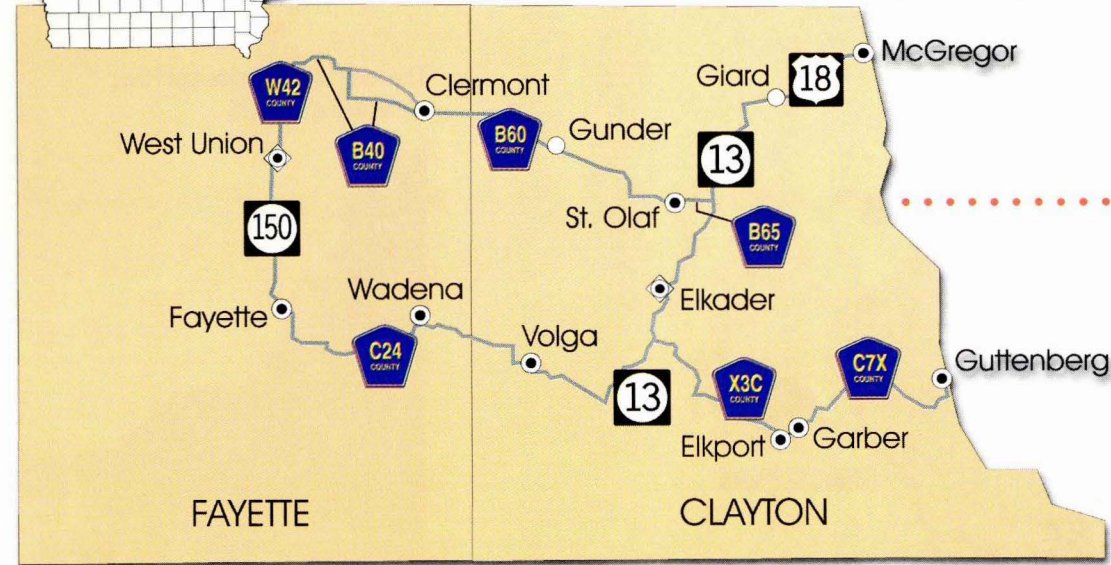 McGregor
Giard
18
W42
COUNTY
Clermont
B60
COUNTY
Gunder
13
West Union
B40
COUNTY
150
St. Olaf
B65
COUNTY
Elkader
Fayette
Wadena
C24
COUNTY
Volga
13
X3C
COUNTY
C7X
COUNTY
Guttenberg
Elkport
Garber
FAYETTE
CLAYTON